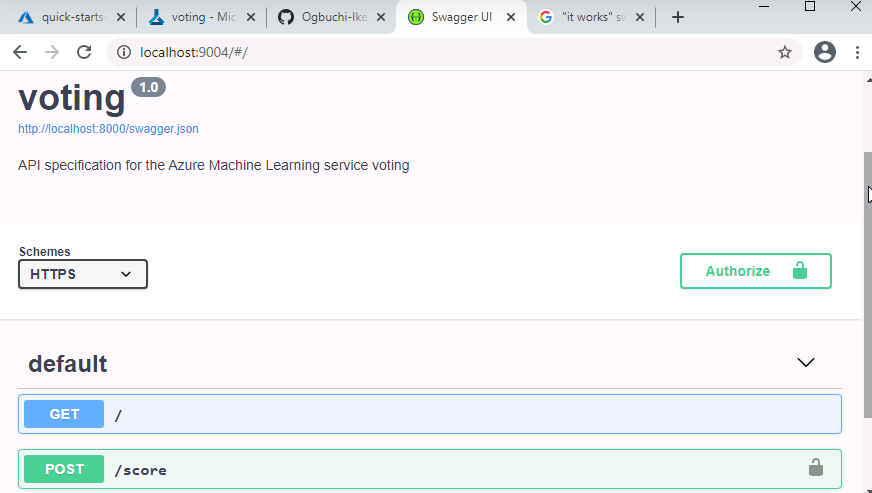 quick-starts-
voting - Mic
Ogbuchi-Ike
Swagger UI
"it works" sw
localhost:9004/#/
voting 1.0
http://localhost:8000/swagger.json
API specification for the Azure Machine Learning service voting
Schemes
HTTPS
Authorize
default
GET /
POST /score